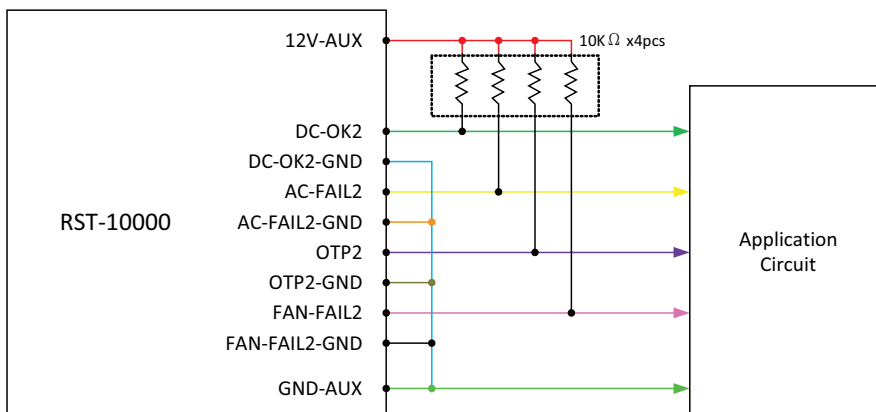 12V-AUX
10KΩ x4pcs
DC-OK2
DC-OK2-GND
AC-FAIL2
RST-10000
AC-FAIL2-GND
OTP2
OTP2-GND
FAN-FAIL2
FAN-FAIL2-GND
GND-AUX
Application
Circuit